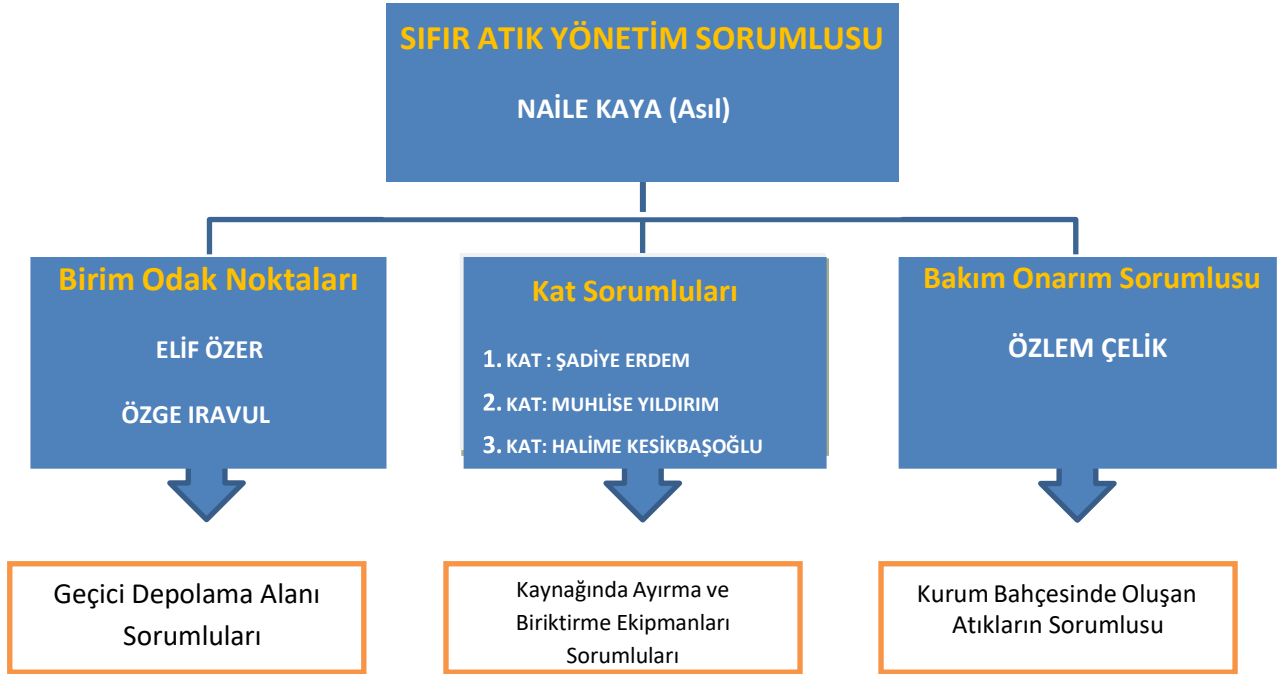 SIFIR ATIK YÖNETİM SORUMLUSU
NAİLE KAYA (Asıl)
Birim Odak Noktaları
ELİF ÖZER
ÖZGE IRAVUL
Kat Sorumluları
1. KAT : ŞADİYE ERDEM
2. KAT: MUHLİSE YILDIRIM
3. KAT: HALİME KESİKBAŞOĞLU
Bakım Onarım Sorumlusu
ÖZLEM ÇELİK
Geçici Depolama Alanı
Sorumluları
Kaynağında Ayırma ve
Biriktirme Ekipmanları
Sorumluları
Kurum Bahçesinde Oluşan
Atıkların Sorumlusu